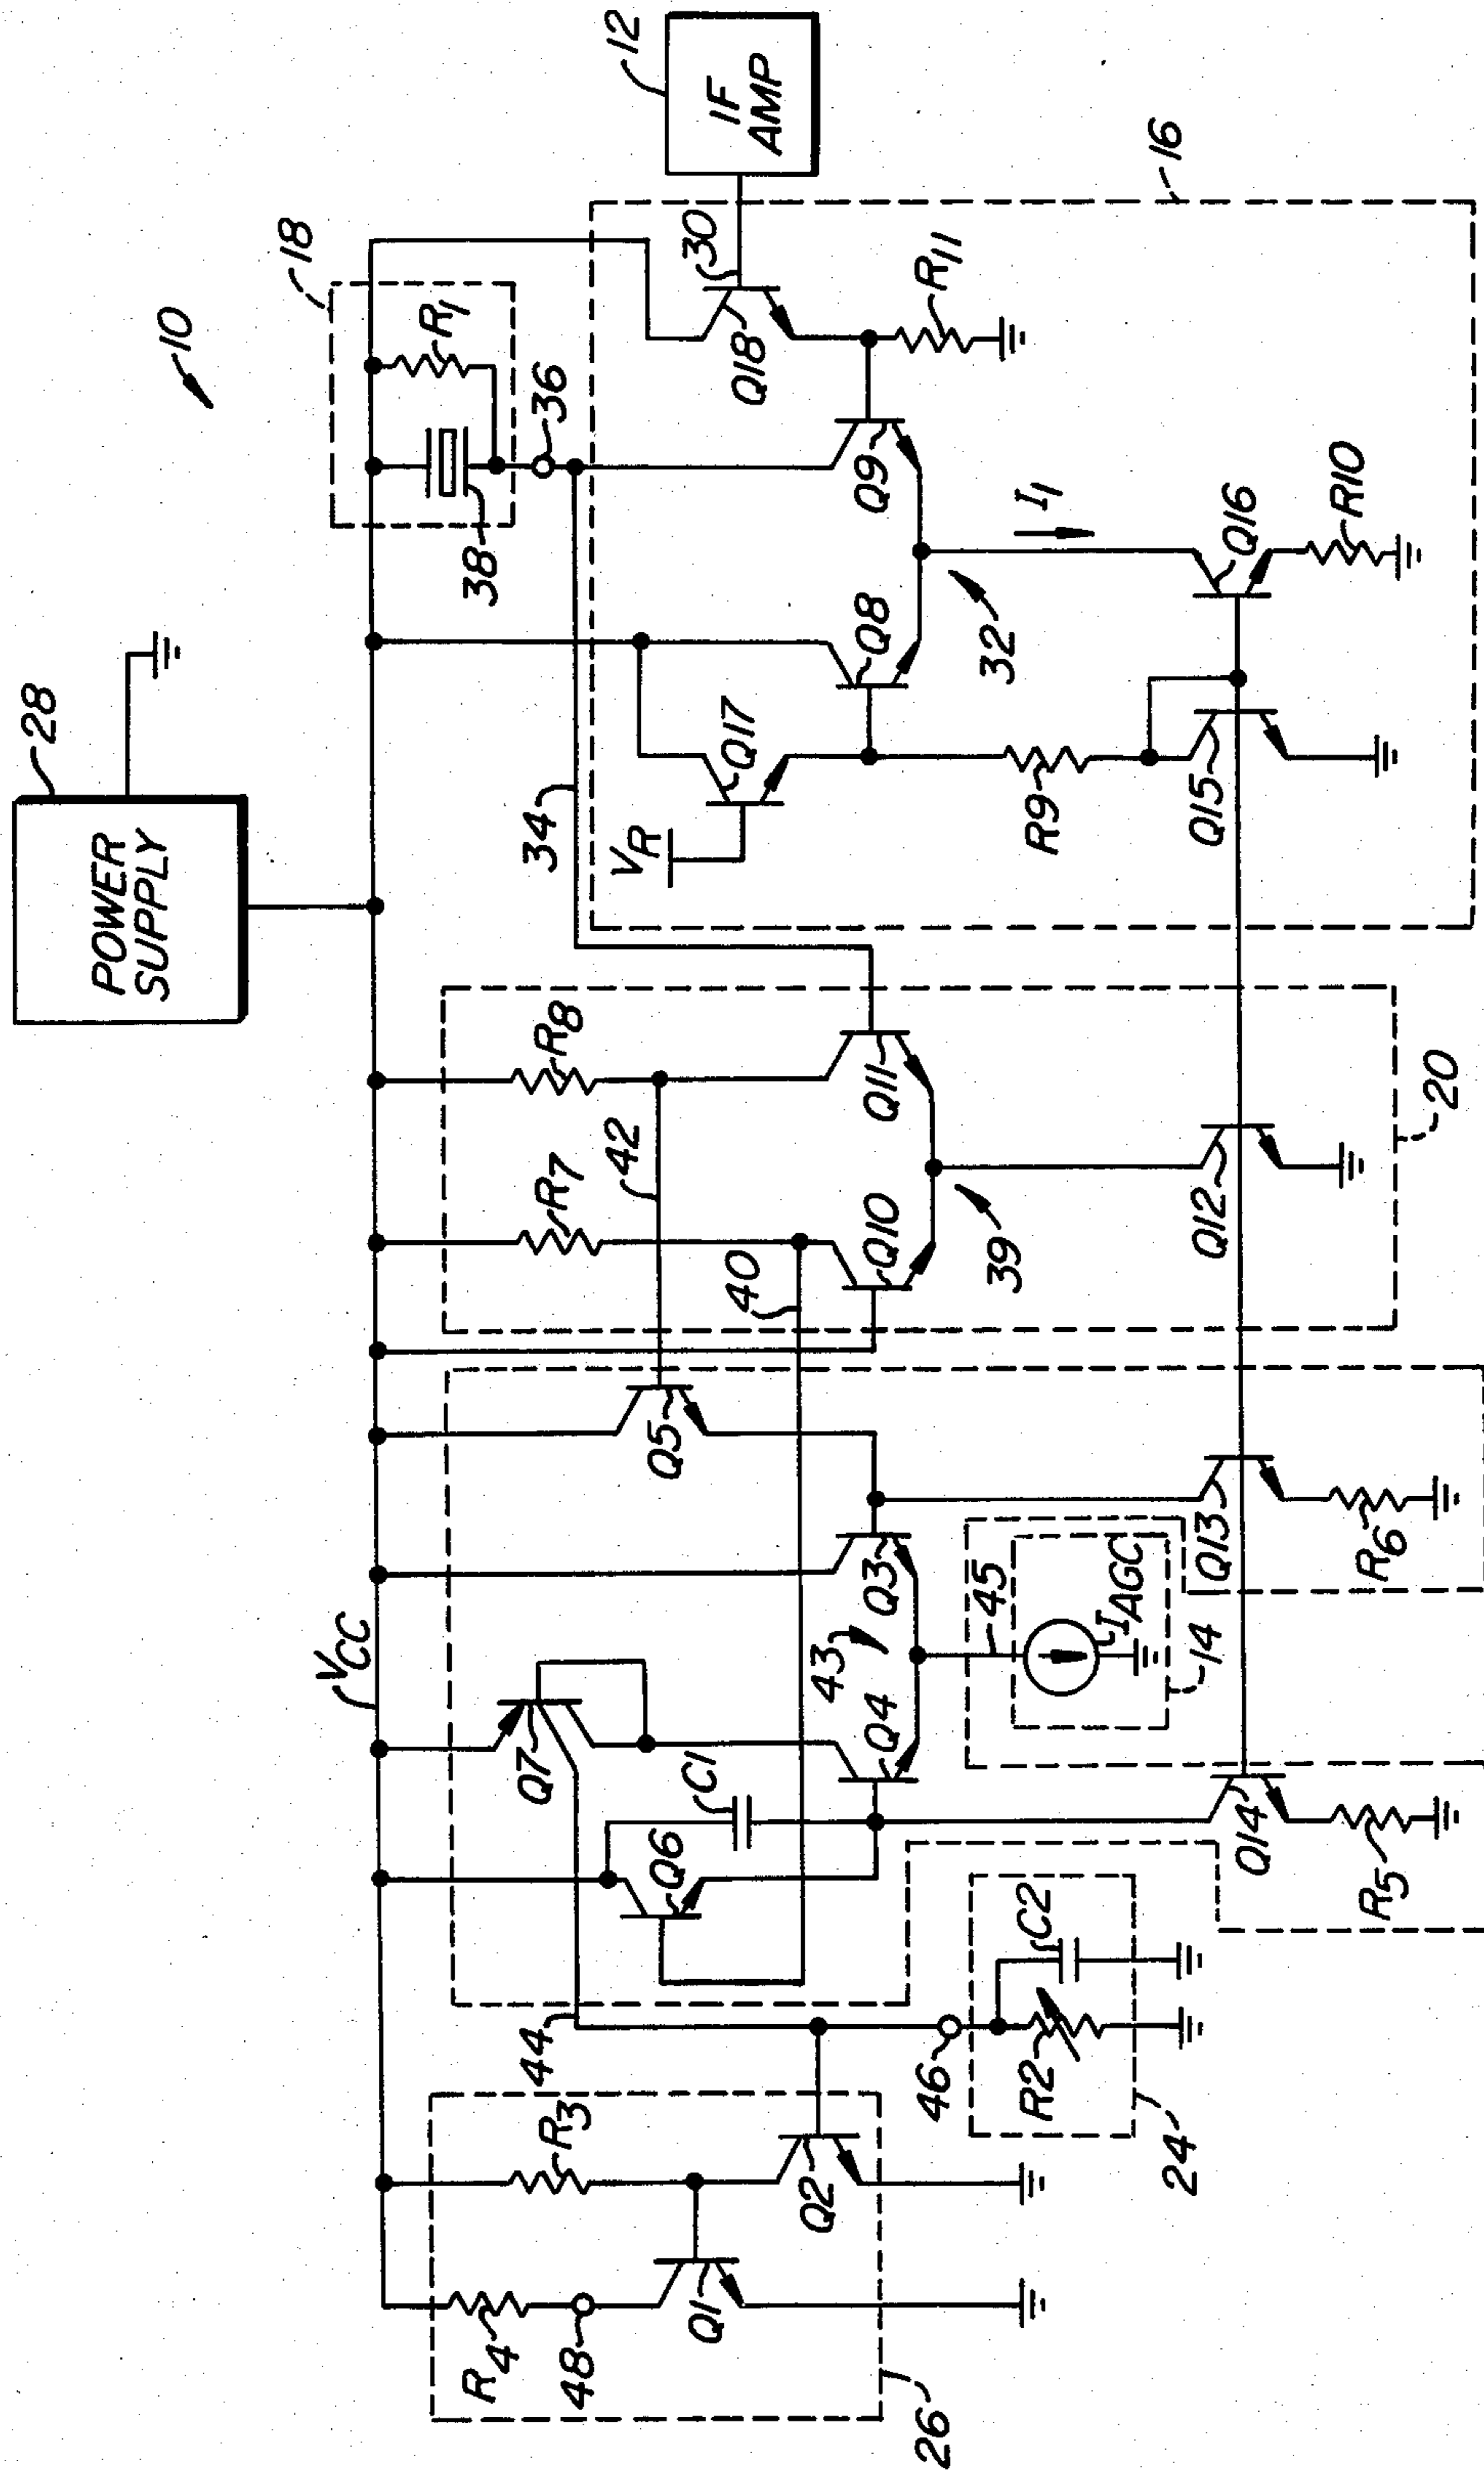 28
POWER
SUPPLY
10
18
R1
38
36
12
IF
AMP
30
Q18
R11
16
34
VR
Q17
Q8
Q9
32
I1
R9
Q15
Q16
R10
R8
R7
42
40
Q10
Q11
39
Q12
20
VCC
Q5
Q7
C1
Q6
43
Q4
Q3
45
IAGC
14
Q13
R6
Q14
R5
44
46
C2
R2
24
R3
R4
48
Q1
Q2
26